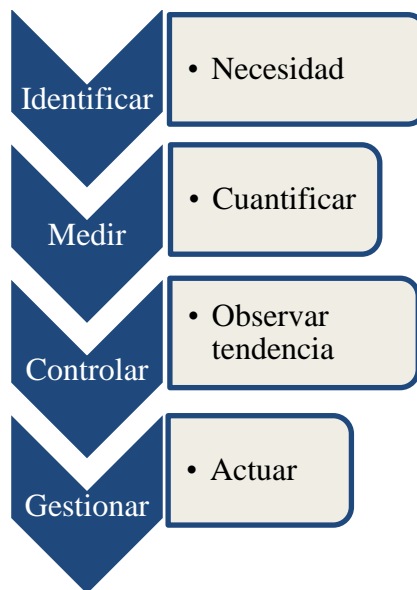 Identificar
• Necesidad
Medir
• Cuantificar
Controlar
• Observar
tendencia
Gestionar
• Actuar